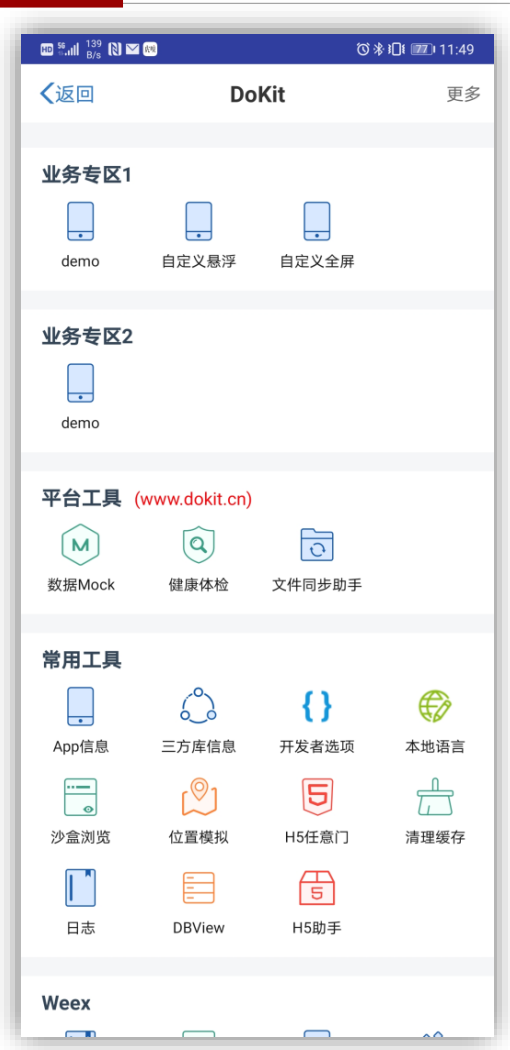 HD 5G 139 B/s 77 11:49
返回 DoKit 更多
业务专区1
demo 自定义悬浮 自定义全屏
业务专区2
demo
平台工具 (www.dokit.cn)
M
数据Mock 健康体检 文件同步助手
常用工具
App信息 三方库信息 开发者选项 本地语言
5
沙盒浏览 位置模拟 H5任意门 清理缓存
5
日志 DBView H5助手
Weex